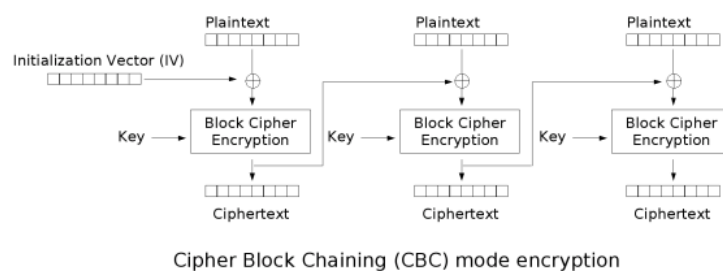 Plaintext Plaintext Plaintext
Initialization Vector (IV)
Key Block Cipher Encryption Key Block Cipher Encryption Key Block Cipher Encryption
Ciphertext Ciphertext Ciphertext
Cipher Block Chaining (CBC) mode encryption